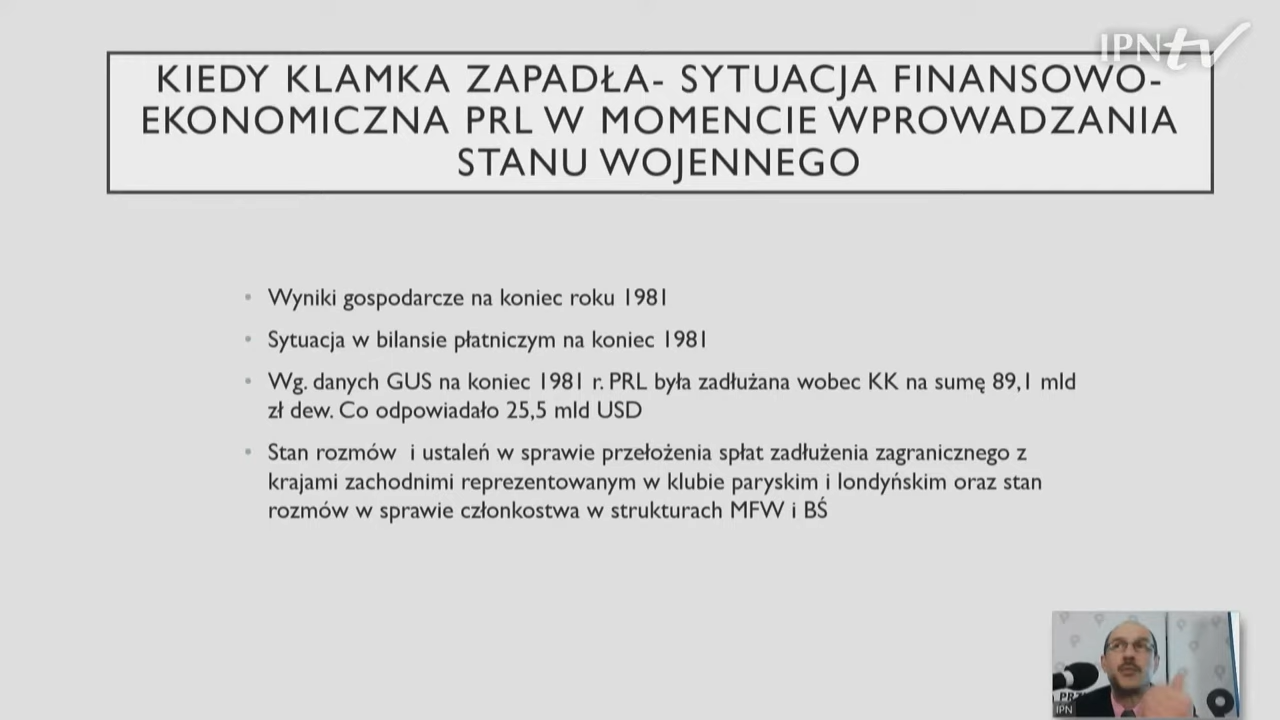 IPNtv
KIEDY KLAMKA ZAPADŁA- SYTUACJA FINANSOWO-
EKONOMICZNA PRL W MOMENCIE WPROWADZANIA
STANU WOJENNEGO
• Wyniki gospodarcze na koniec roku 1981
• Sytuacja w bilansie płatniczym na koniec 1981
• Wg. danych GUS na koniec 1981 r. PRL była zadłużana wobec KK na sumę 89,1 mld
zł dew. Co odpowiadało 25,5 mld USD
• Stan rozmów i ustaleń w sprawie przełożenia spłat zadłużenia zagranicznego z
krajami zachodnimi reprezentowanym w klubie paryskim i londyńskim oraz stan
rozmów w sprawie członkostwa w strukturach MFW i BŚ
IPN